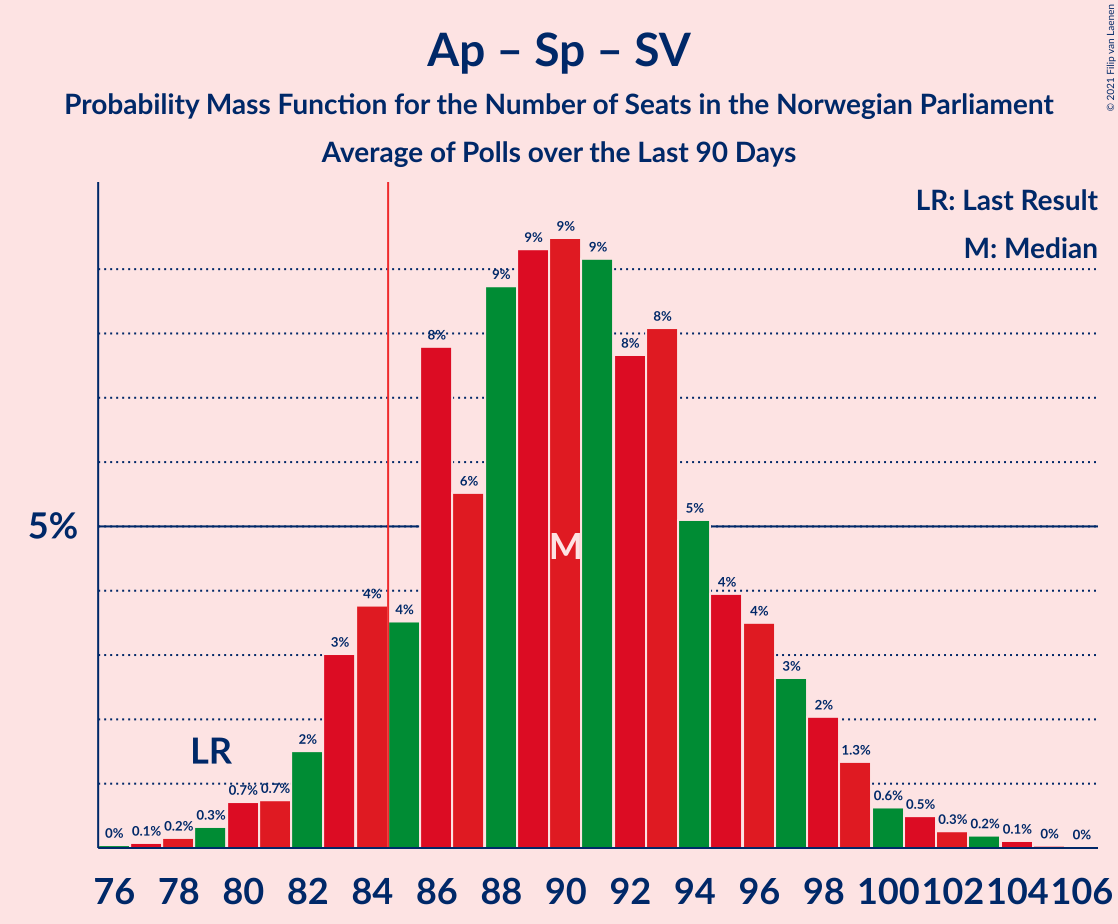 Ap – Sp – SV
Probability Mass Function for the Number of Seats in the Norwegian Parliament
Average of Polls over the Last 90 Days
© 2021 Filip van Laenen
LR: Last Result
M: Median
5%
LR
M
0% 0.1% 0.2% 0.3% 0.7% 0.7% 2% 3% 4% 4% 8% 6% 9% 9% 9% 9% 8% 8% 5% 4% 4% 3% 2% 1.3% 0.6% 0.5% 0.3% 0.2% 0.1% 0% 0%
76 78 80 82 84 86 88 90 92 94 96 98 100 102 104 106